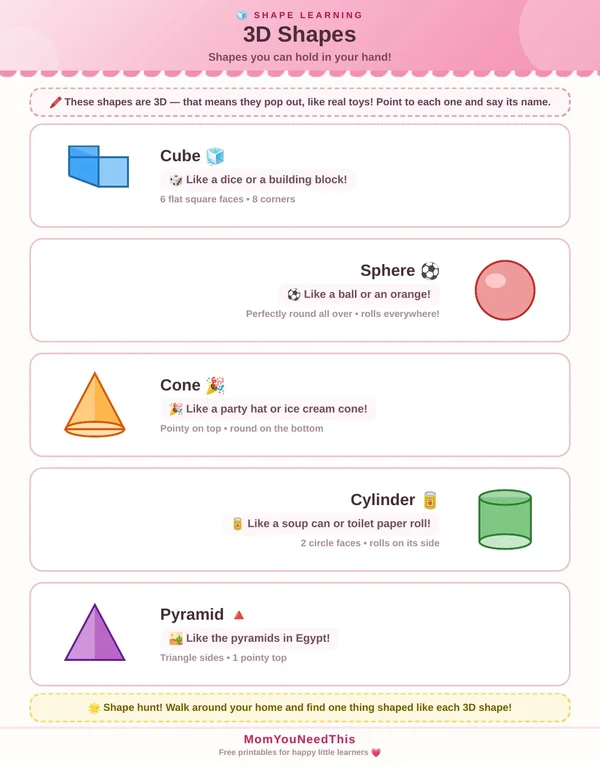 🧊 SHAPE LEARNING
3D Shapes
Shapes you can hold in your hand!
🖍️ These shapes are 3D — that means they pop out, like real toys! Point to each one and say its name.
Cube 🧊
🎲 Like a dice or a building block!
6 flat square faces • 8 corners
Sphere ⚽
⚽ Like a ball or an orange!
Perfectly round all over • rolls everywhere!
Cone 🎉
🎉 Like a party hat or ice cream cone!
Pointy on top • round on the bottom
Cylinder 🥫
🥫 Like a soup can or toilet paper roll!
2 circle faces • rolls on its side
Pyramid 🔺
🏜️ Like the pyramids in Egypt!
Triangle sides • 1 pointy top
🌟 Shape hunt! Walk around your home and find one thing shaped like each 3D shape!
MomYouNeedThis
Free printables for happy little learners 💗